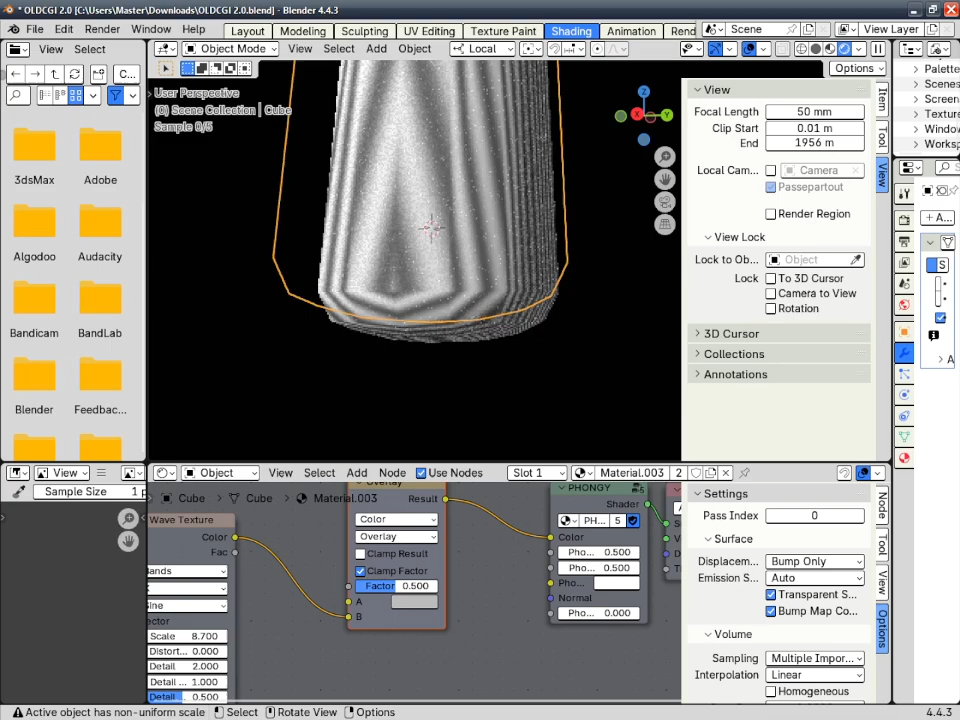 * OLDCGI 2.0 [C:\Users\Master\Downloads\OLDCGI 2.0.blend] - Blender 4.4.3
File Edit Render Window Help Layout Modeling Sculpting UV Editing Texture Paint Shading Animation Rend Scene View Layer
View Select Object Mode View Select Add Object Local
C... Options
User Perspective
(0) Scene Collection | Cube
Sample 0/5
3dsMax Adobe
Algodoo Audacity
Bandicam BandLab
Blender Feedbac...
X Y Z
View
Focal Length 50 mm
Clip Start 0.01 m
End 1956 m
Local Cam... Camera
Passepartout
Render Region
View Lock
Lock to Ob... Object
Lock To 3D Cursor
Camera to View
Rotation
3D Cursor
Collections
Annotations
Item
Tool
View
Palette
Scenes
Screen
Textur
Windo
Worksp
+ A...
S
A
View
Sample Size 1 p
Object View Select Add Node Use Nodes Slot 1 Material.003 2
Cube Cube Material.003
Wave Texture
Color
Fac
Bands
Sine
ector
Scale 8.700
Distort... 0.000
Detail 2.000
Detail ... 1.000
Detail 0.500
Overlay
Result
Color
Overlay
Clamp Result
Clamp Factor
Factor 0.500
A
B
PHONGY
Shader
PH... 5
Color
Pho... 0.500
Pho... 0.500
Pho...
Normal
Pho... 0.000
Settings
Pass Index 0
Surface
Displacem... Bump Only
Emission S... Auto
Transparent S...
Bump Map Co...
Volume
Sampling Multiple Impor...
Interpolation Linear
Homogeneous
Node
Tool
View
Options
Active object has non-uniform scale Select Rotate View Options 4.4.3